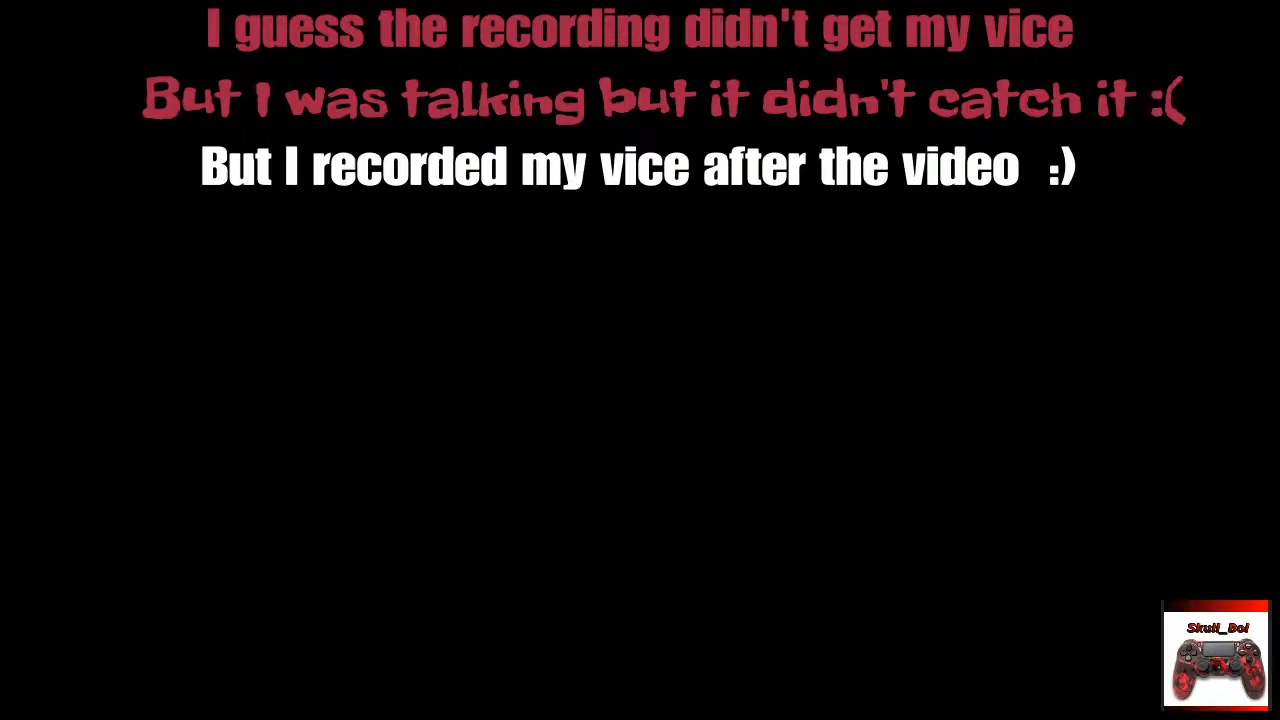 I guess the recording didn't get my vice
But I was talking but it didn't catch it :(
But I recorded my vice after the video :)
Skull_Boi